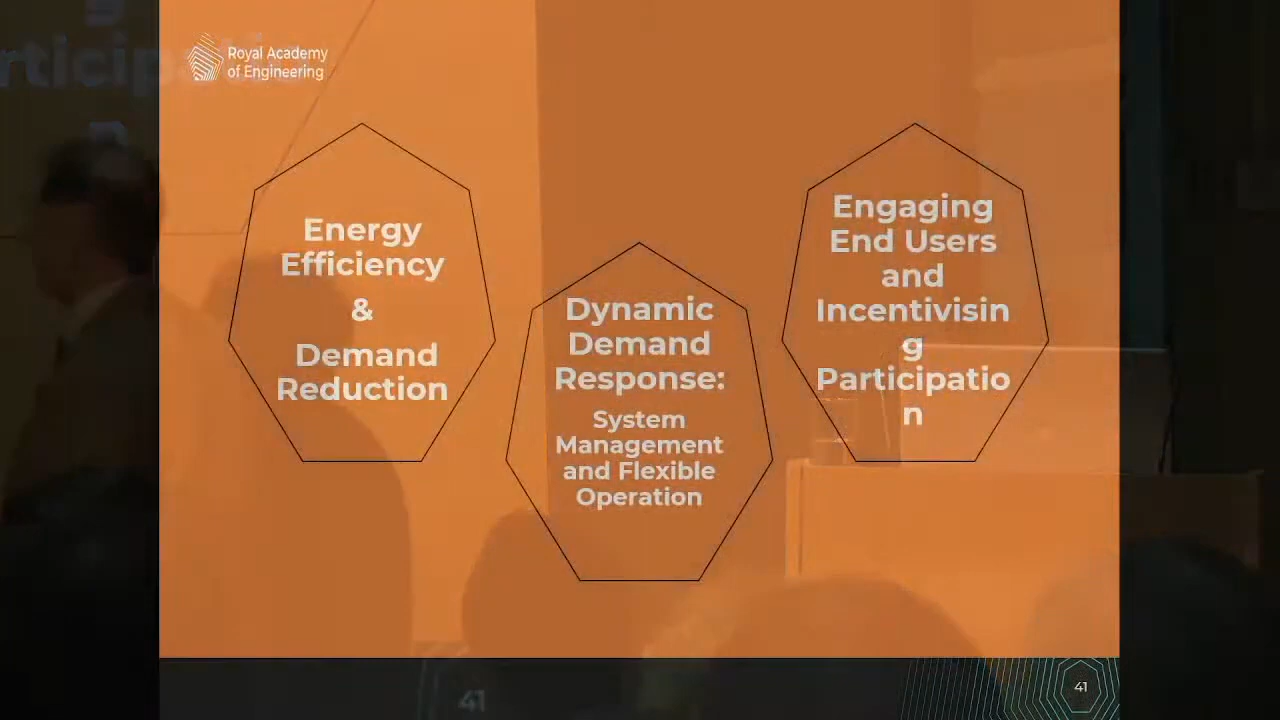 Royal Academy
of Engineering
Energy
Efficiency
&
Demand
Reduction
Dynamic
Demand
Response:
System
Management
and Flexible
Operation
Engaging
End Users
and
Incentivisin
g
Participatio
n
41
41